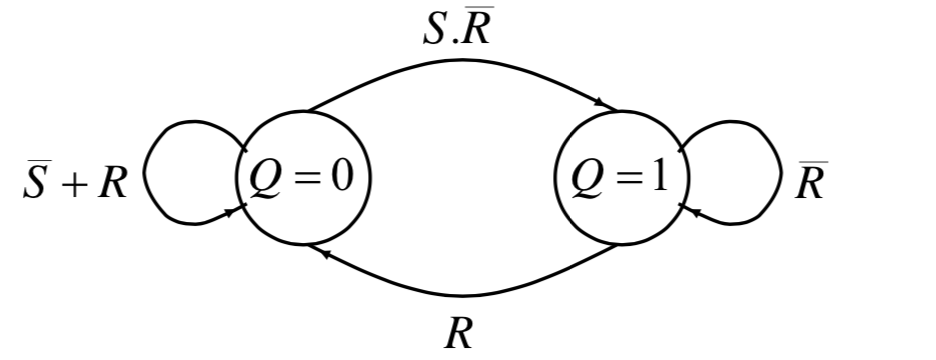 S.R̅
S̅ + R
Q = 0
Q = 1
R̅
R